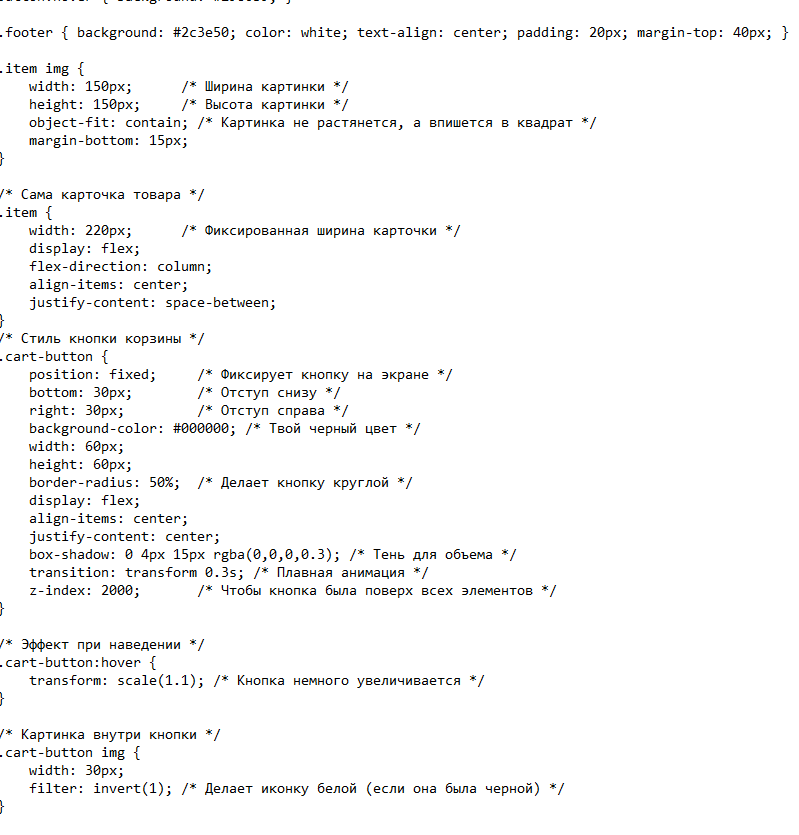 .footer { background: #2c3e50; color: white; text-align: center; padding: 20px; margin-top: 40px; }

.item img {
    width: 150px;      /* Ширина картинки */
    height: 150px;     /* Высота картинки */
    object-fit: contain; /* Картинка не растянется, а впишется в квадрат */
    margin-bottom: 15px;
}

/* Сама карточка товара */
.item {
    width: 220px;      /* Фиксированная ширина карточки */
    display: flex;
    flex-direction: column;
    align-items: center;
    justify-content: space-between;
}
/* Стиль кнопки корзины */
.cart-button {
    position: fixed;     /* Фиксирует кнопку на экране */
    bottom: 30px;        /* Отступ снизу */
    right: 30px;         /* Отступ справа */
    background-color: #000000; /* Твой черный цвет */
    width: 60px;
    height: 60px;
    border-radius: 50%;  /* Делает кнопку круглой */
    display: flex;
    align-items: center;
    justify-content: center;
    box-shadow: 0 4px 15px rgba(0,0,0,0.3); /* Тень для объема */
    transition: transform 0.3s; /* Плавная анимация */
    z-index: 2000;       /* Чтобы кнопка была поверх всех элементов */
}

/* Эффект при наведении */
.cart-button:hover {
    transform: scale(1.1); /* Кнопка немного увеличивается */
}

/* Картинка внутри кнопки */
.cart-button img {
    width: 30px;
    filter: invert(1); /* Делает иконку белой (если она была черной) */
}